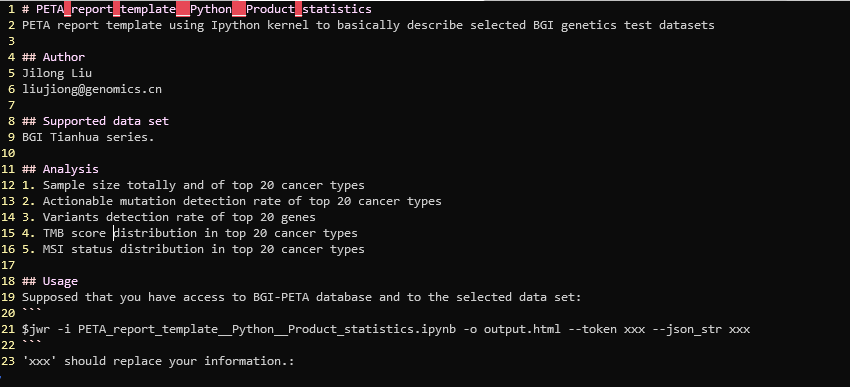 1 # PETA_report_template__Python__Product_statistics
2 PETA report template using Ipython kernel to basically describe selected BGI genetics test datasets
3
4 ## Author
5 Jilong Liu
6 liujiong@genomics.cn
7
8 ## Supported data set
9 BGI Tianhua series.
10
11 ## Analysis
12 1. Sample size totally and of top 20 cancer types
13 2. Actionable mutation detection rate of top 20 cancer types
14 3. Variants detection rate of top 20 genes
15 4. TMB score distribution in top 20 cancer types
16 5. MSI status distribution in top 20 cancer types
17
18 ## Usage
19 Supposed that you have access to BGI-PETA database and to the selected data set:
20 ```
21 $jwr -i PETA_report_template__Python__Product_statistics.ipynb -o output.html --token xxx --json_str xxx
22 ```
23 'xxx' should replace your information.: